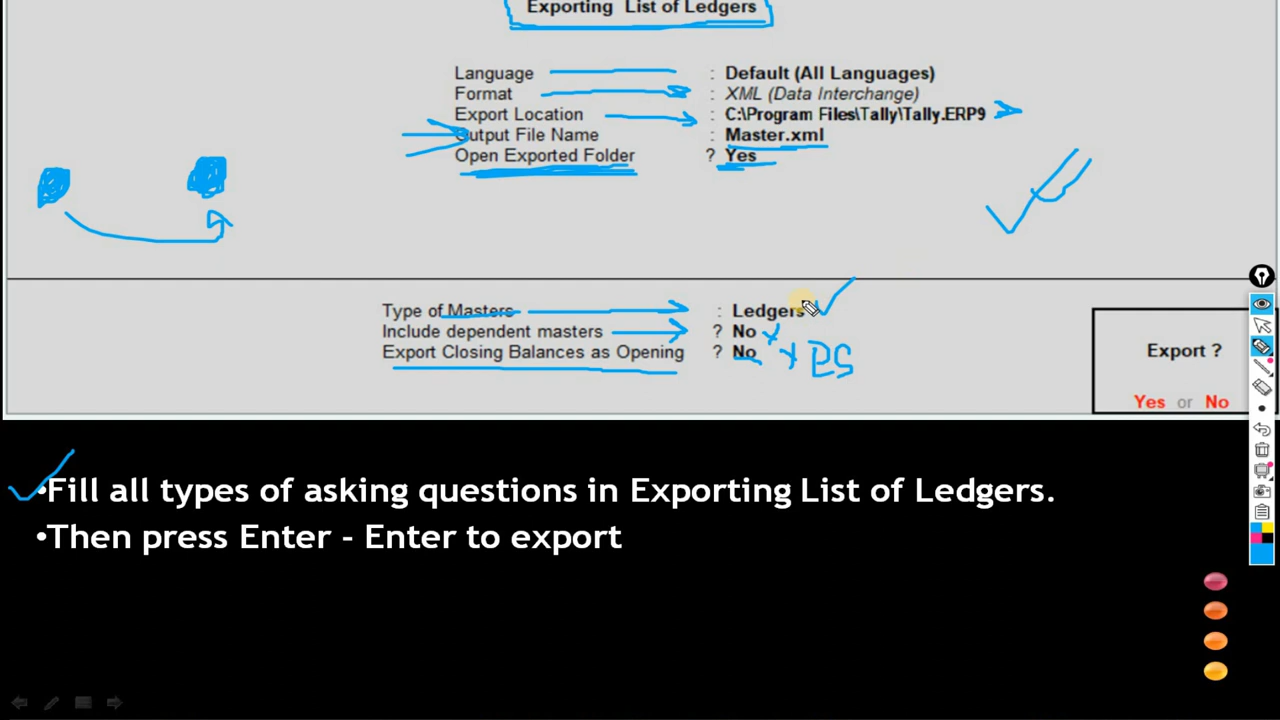 Exporting List of Ledgers
Language : Default (All Languages)
Format : XML (Data Interchange)
Export Location : C:\Program Files\Tally\Tally.ERP9
Output File Name : Master.xml
Open Exported Folder ? Yes
Type of Masters : Ledgers
Include dependent masters ? No
Export Closing Balances as Opening ? No
Export ?
Yes or No
•Fill all types of asking questions in Exporting List of Ledgers.
•Then press Enter - Enter to export